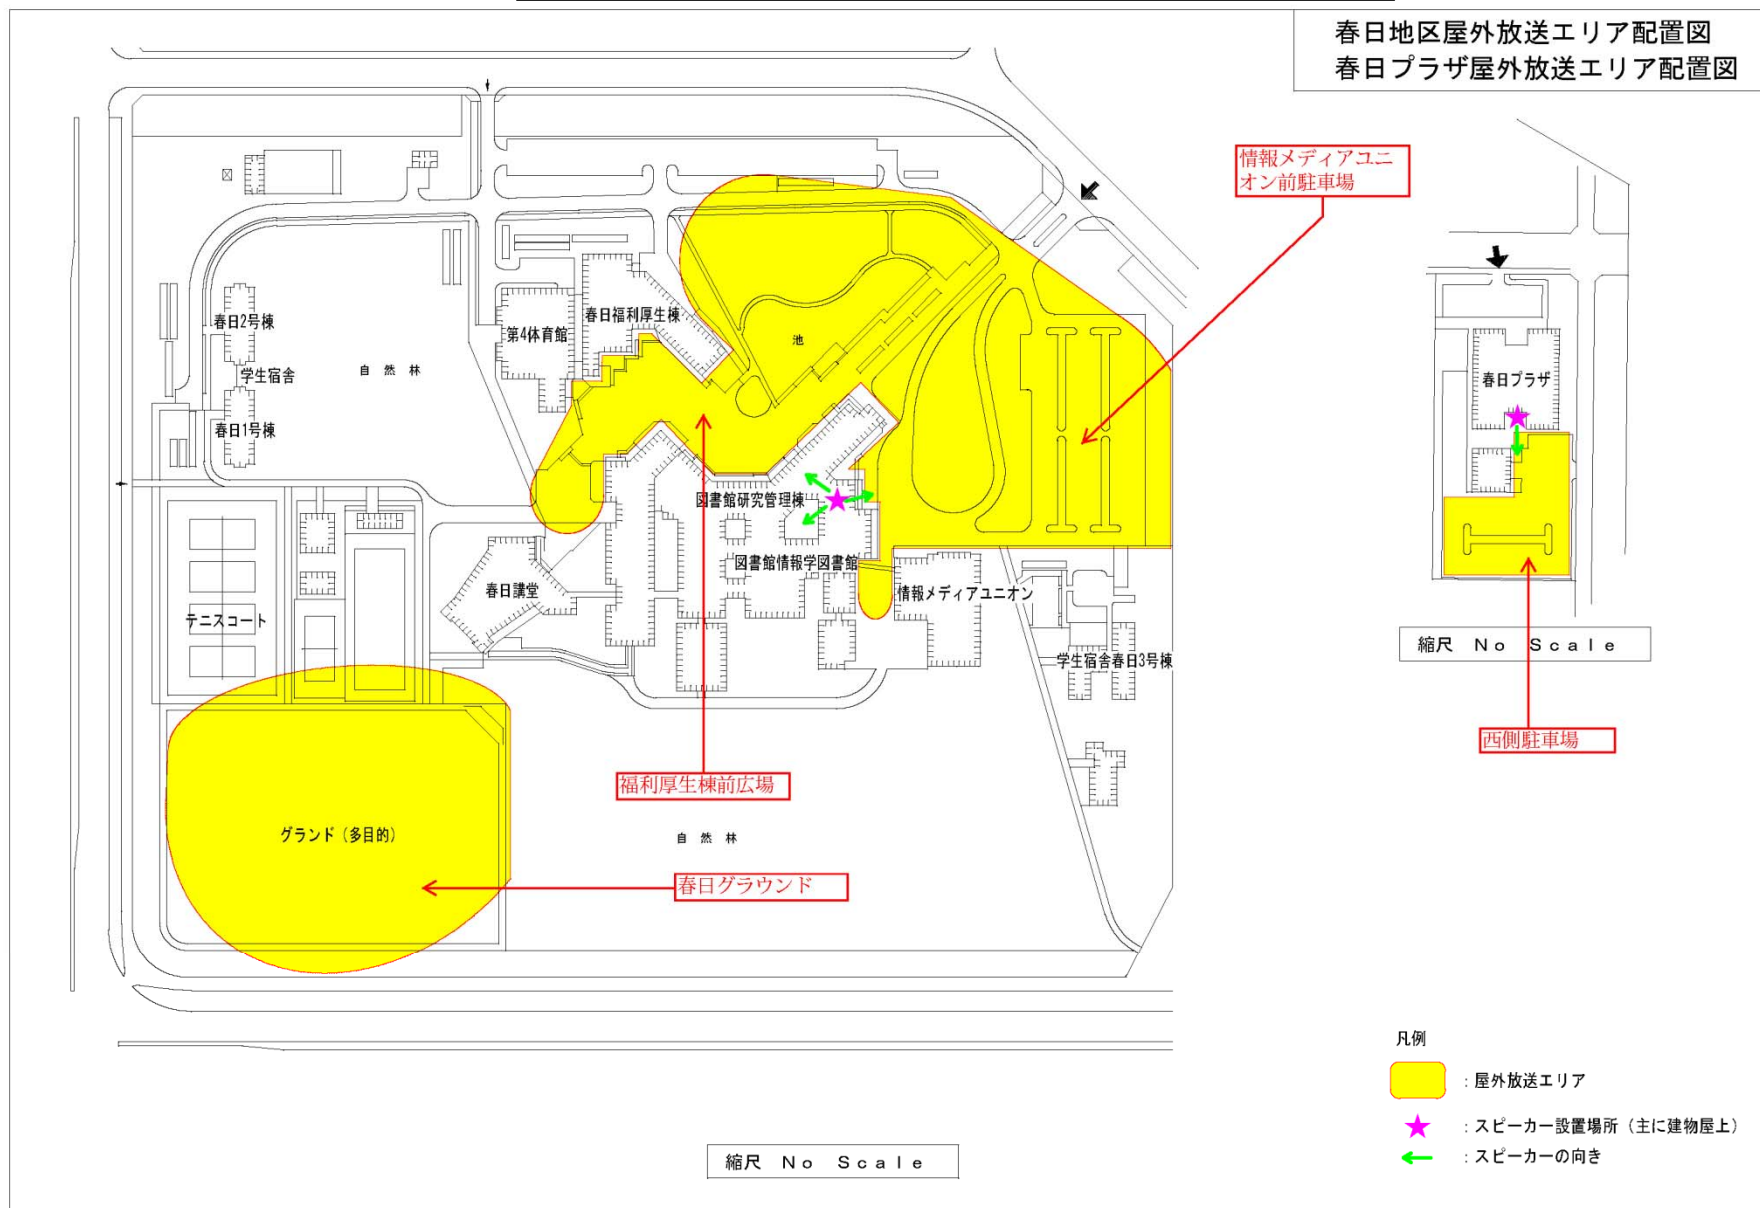 春日地区屋外放送エリア配置図
春日プラザ屋外放送エリア配置図
情報メディアユニ
オン前駐車場
春日2号棟
学生宿舎
春日1号棟
自 然 林
第4体育館
春日福利厚生棟
池
春日プラザ
図書館研究管理棟
図書館情報学図書館
春日講堂
情報メディアユニオン
テニスコート
学生宿舎春日3号棟
縮尺 No Scale
西側駐車場
福利厚生棟前広場
グランド(多目的)
自 然 林
春日グラウンド
凡例
:屋外放送エリア
:スピーカー設置場所(主に建物屋上)
:スピーカーの向き
縮尺 No Scale